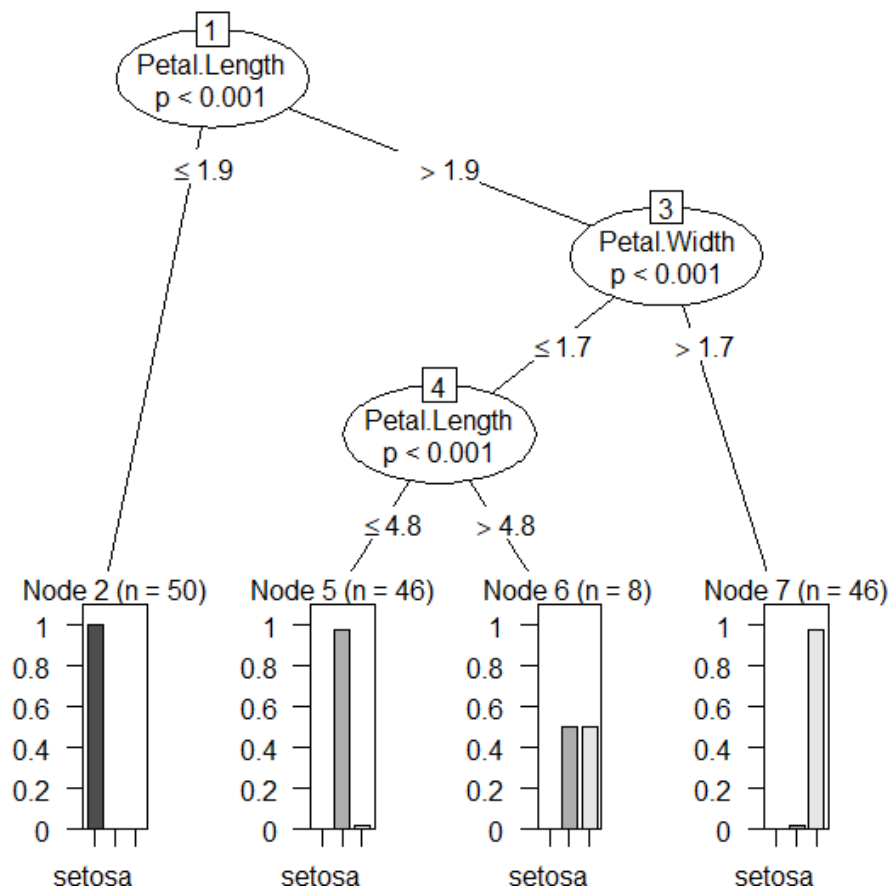 1
Petal.Length
p < 0.001
≤ 1.9
> 1.9
3
Petal.Width
p < 0.001
≤ 1.7
> 1.7
4
Petal.Length
p < 0.001
≤ 4.8
> 4.8
Node 2 (n = 50)
Node 5 (n = 46)
Node 6 (n = 8)
Node 7 (n = 46)
1
0.8
0.6
0.4
0.2
0
setosa
1
0.8
0.6
0.4
0.2
0
setosa
1
0.8
0.6
0.4
0.2
0
setosa
1
0.8
0.6
0.4
0.2
0
setosa